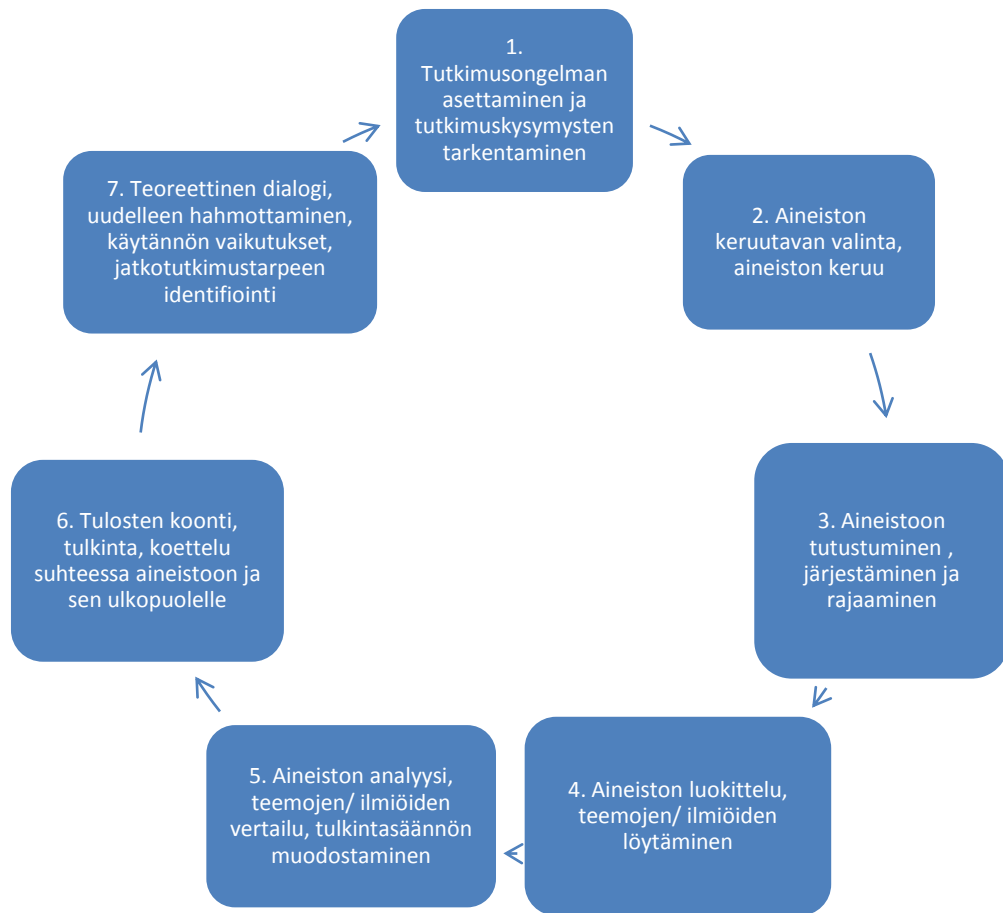 1.
Tutkimusongelman
asettaminen ja
tutkimuskysymysten
tarkentaminen
2. Aineiston
keruutavan valinta,
aineiston keruu
3. Aineistoon
tutustuminen ,
järjestäminen ja
rajaaminen
4. Aineiston luokittelu,
teemojen/ ilmiöiden
löytäminen
5. Aineiston analyysi,
teemojen/ ilmiöiden
vertailu, tulkintasäännön
muodostaminen
6. Tulosten koonti,
tulkinta, koettelu
suhteessa aineistoon ja
sen ulkopuolelle
7. Teoreettinen dialogi,
uudelleen hahmottaminen,
käytännön vaikutukset,
jatkotutkimustarpeen
identifiointi